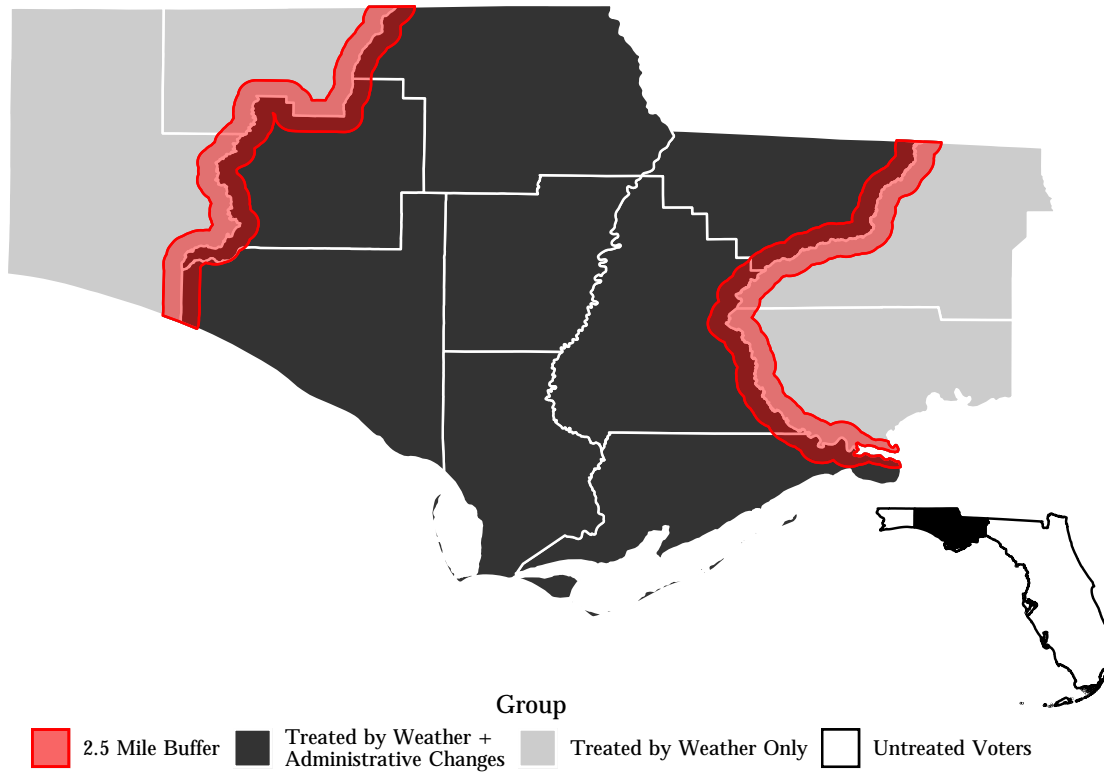 Group
2.5 Mile Buffer
Treated by Weather +
Administrative Changes
Treated by Weather Only
Untreated Voters